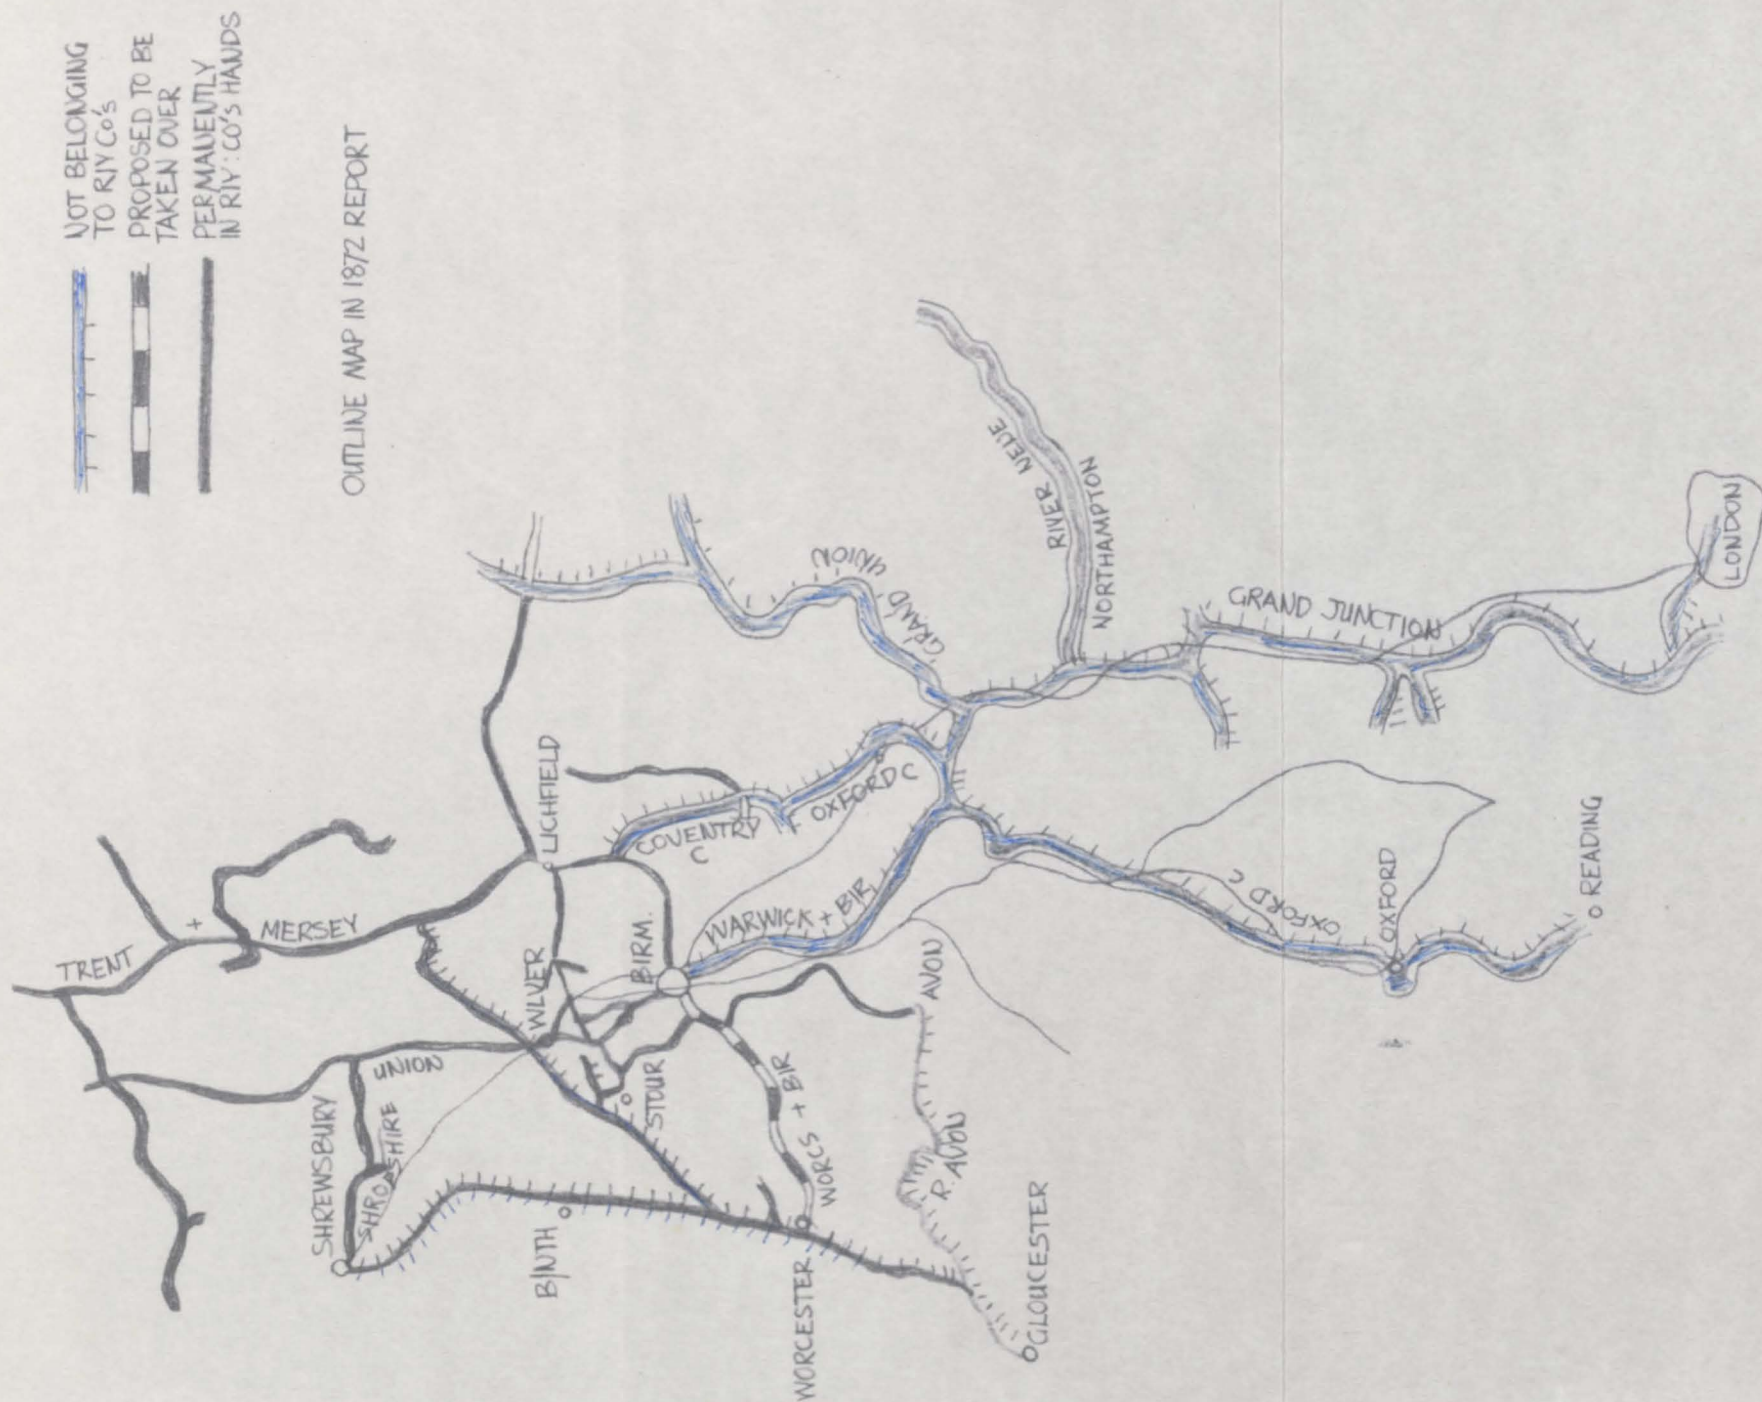 NOT BELONGING
TO RlY Co's
PROPOSED TO BE
TAKEN OVER
PERMANENTLY
IN RlY: CO'S HANDS
OUTLINE MAP IN 1872 REPORT
TRENT
+
MERSEY
LICHFIELD
COVENTRY
C
OXFORD C
GRAND UNION
RIVER NENE
NORTHAMPTON
GRAND JUNCTION
LONDON
SHREWSBURY
SHROPSHIRE
UNION
WLVER
BIRM.
WARWICK + BIR
STOUR
B/NTH
WORCS + BIR
WORCESTER
AVON
R. AVON
GLOUCESTER
OXFORD C
OXFORD
READING